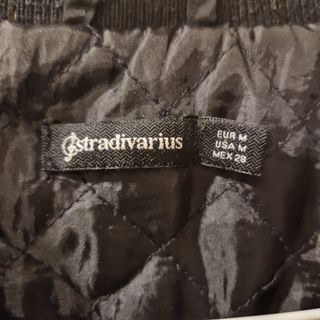 stradivarius
EUR M
USA M
MEX 28